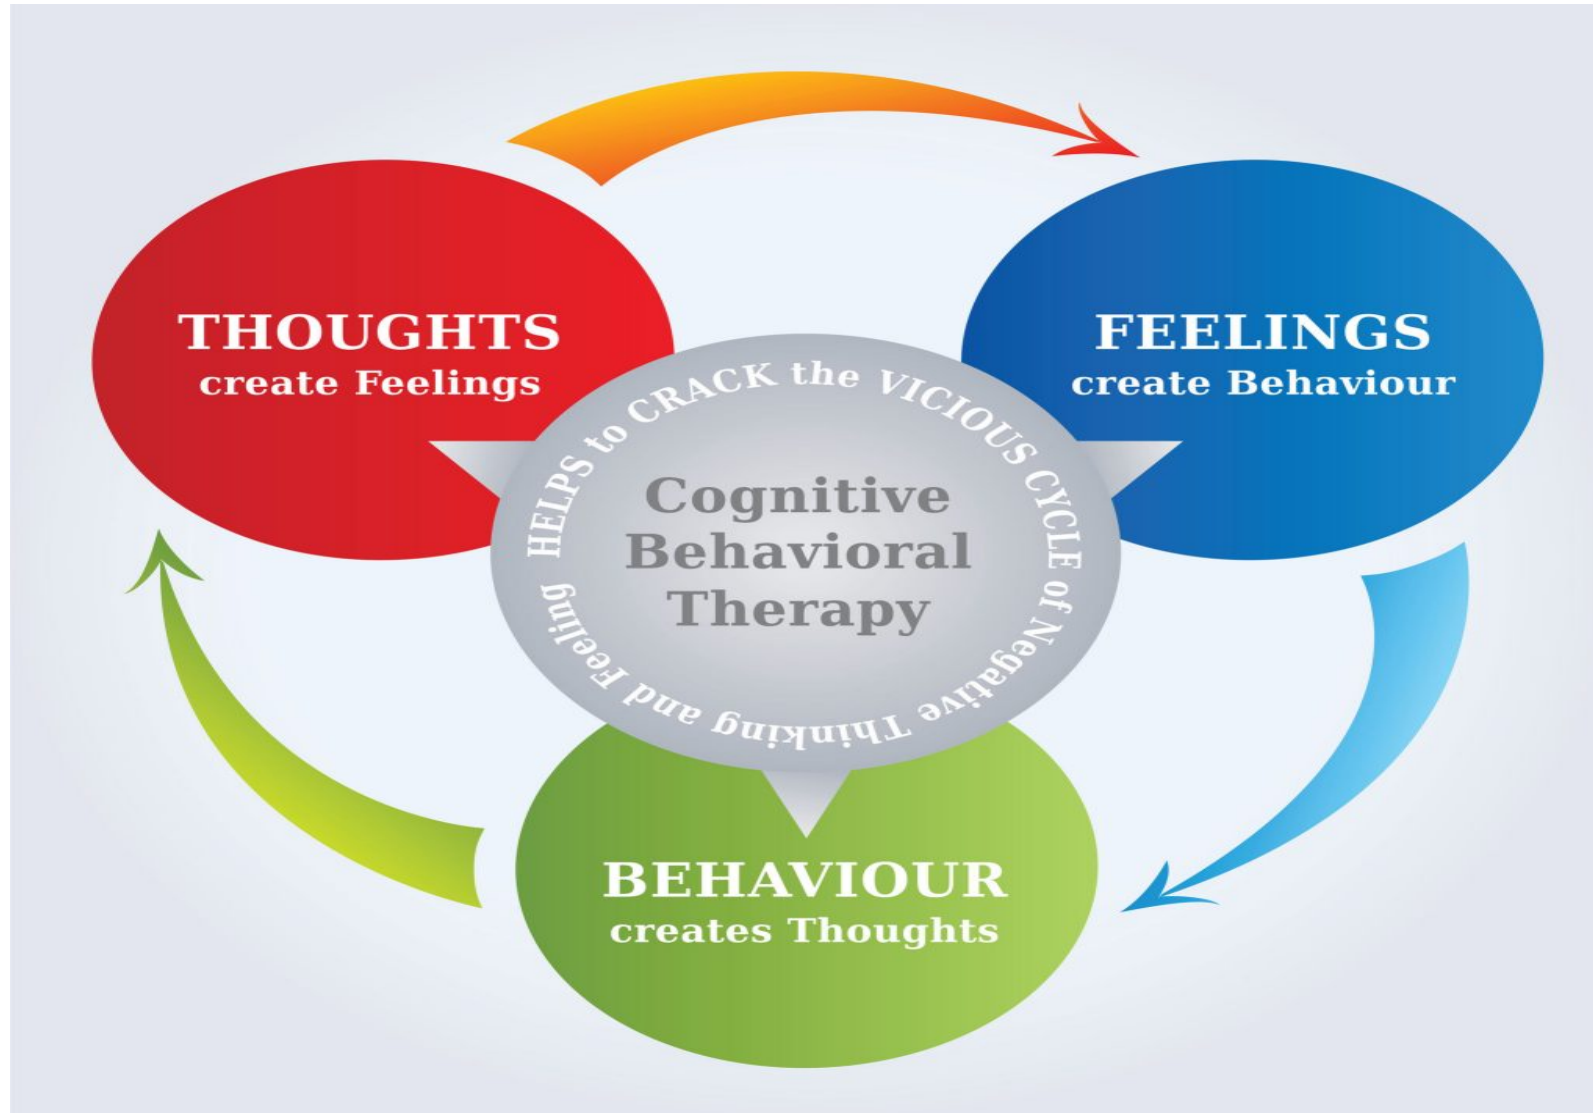 THOUGHTS
create Feelings
FEELINGS
create Behaviour
HELPS to CRACK the VICIOUS CYCLE of Negative Thinking and Feeling
Cognitive
Behavioral
Therapy
BEHAVIOUR
creates Thoughts